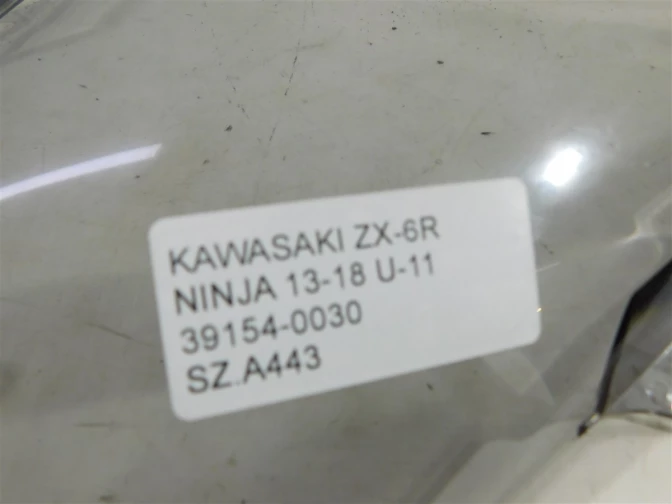 KAWASAKI ZX-6R
NINJA 13-18 U-11
39154-0030
SZ.A443